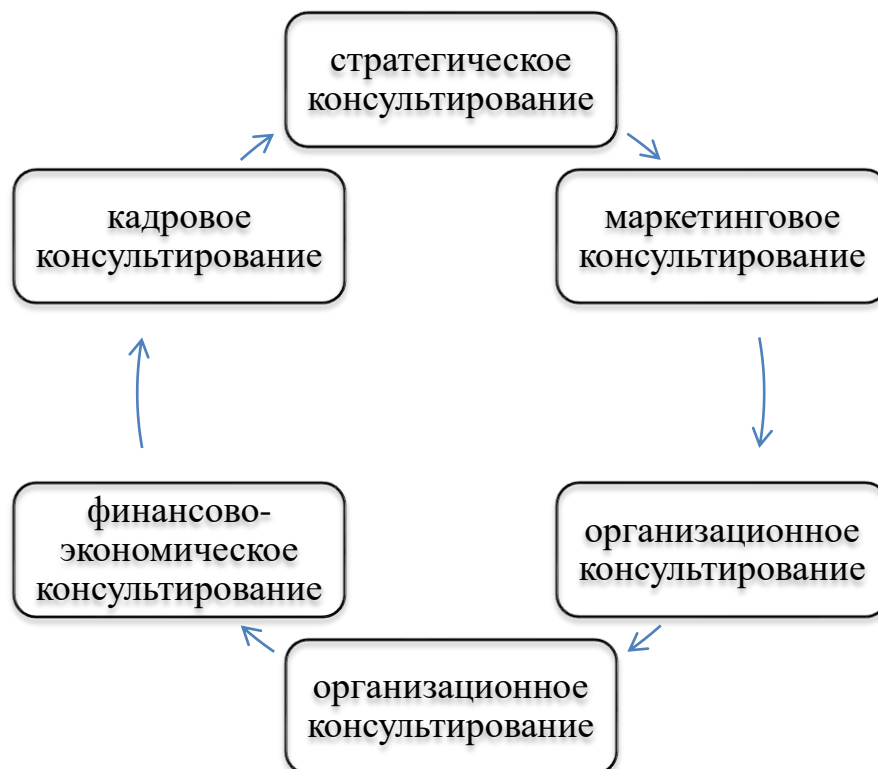 стратегическое
консультирование
маркетинговое
консультирование
организационное
консультирование
организационное
консультирование
финансово-
экономическое
консультирование
кадровое
консультирование